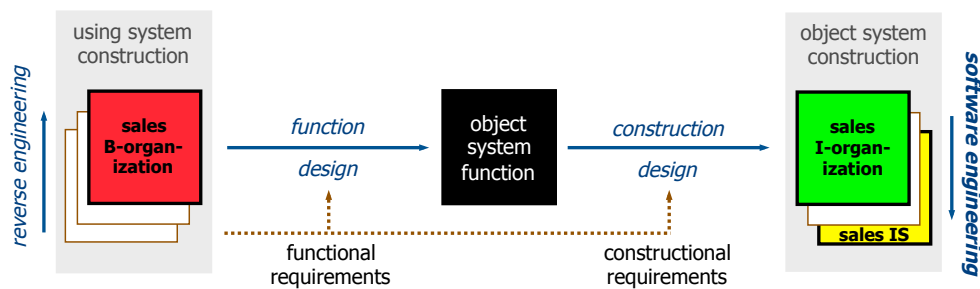 using system
construction
reverse engineering
sales
B-organ-
ization
function
design
functional
requirements
object
system
function
construction
design
constructional
requirements
object system
construction
sales
I-organ-
ization
sales IS
software engineering